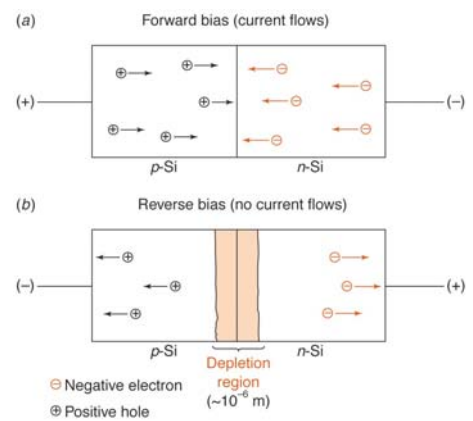 (a)
Forward bias (current flows)
(+)
(–)
p-Si
n-Si
(b)
Reverse bias (no current flows)
(–)
(+)
p-Si
n-Si
Depletion
region
(~10⁻⁶ m)
⊖ Negative electron
⊕ Positive hole